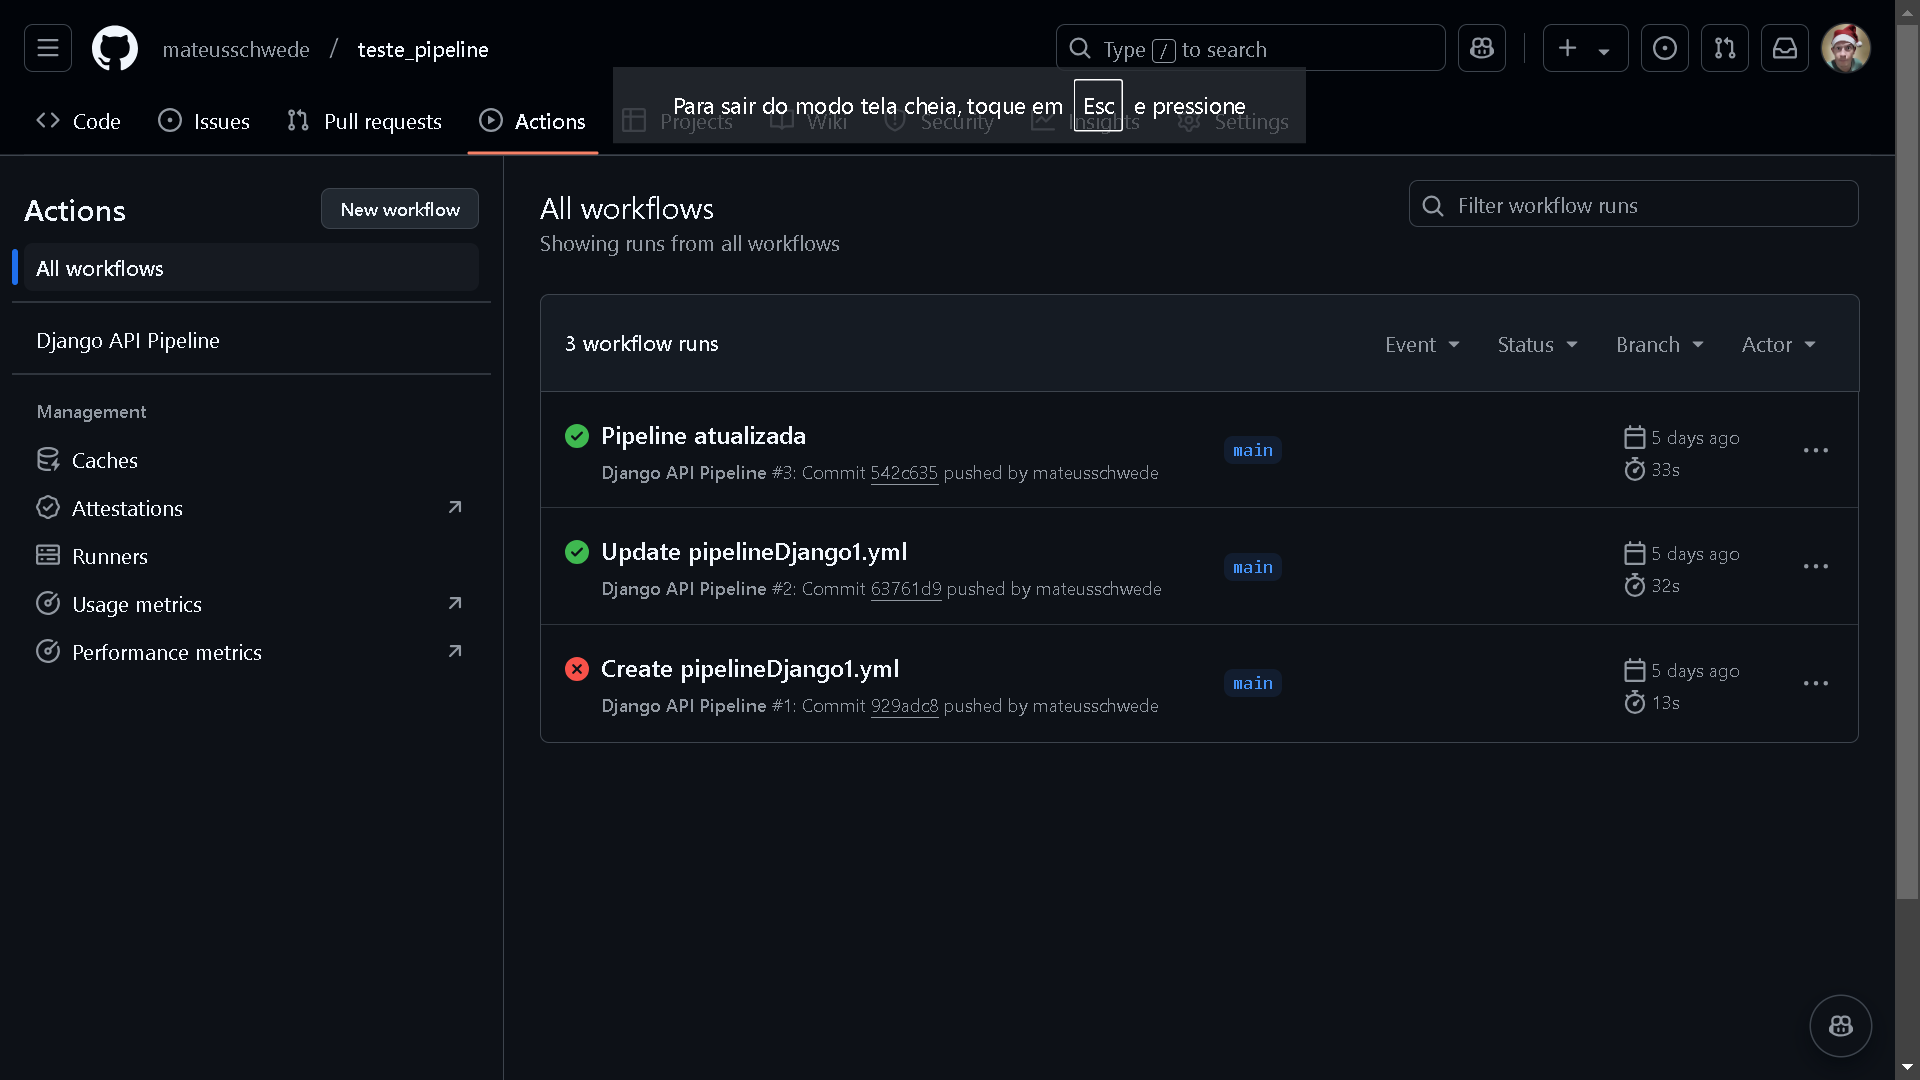 mateusschwede / teste_pipeline
Type / to search
Code
Issues
Pull requests
Actions
Projects
Wiki
Security
Insights
Settings
Para sair do modo tela cheia, toque em Esc e pressione
Actions
New workflow
All workflows
Django API Pipeline
Management
Caches
Attestations
Runners
Usage metrics
Performance metrics
All workflows
Showing runs from all workflows
Filter workflow runs
3 workflow runs
Event
Status
Branch
Actor
Pipeline atualizada
Django API Pipeline #3: Commit 542c635 pushed by mateusschwede
main
5 days ago
33s
Update pipelineDjango1.yml
Django API Pipeline #2: Commit 63761d9 pushed by mateusschwede
main
5 days ago
32s
Create pipelineDjango1.yml
Django API Pipeline #1: Commit 929adc8 pushed by mateusschwede
main
5 days ago
13s